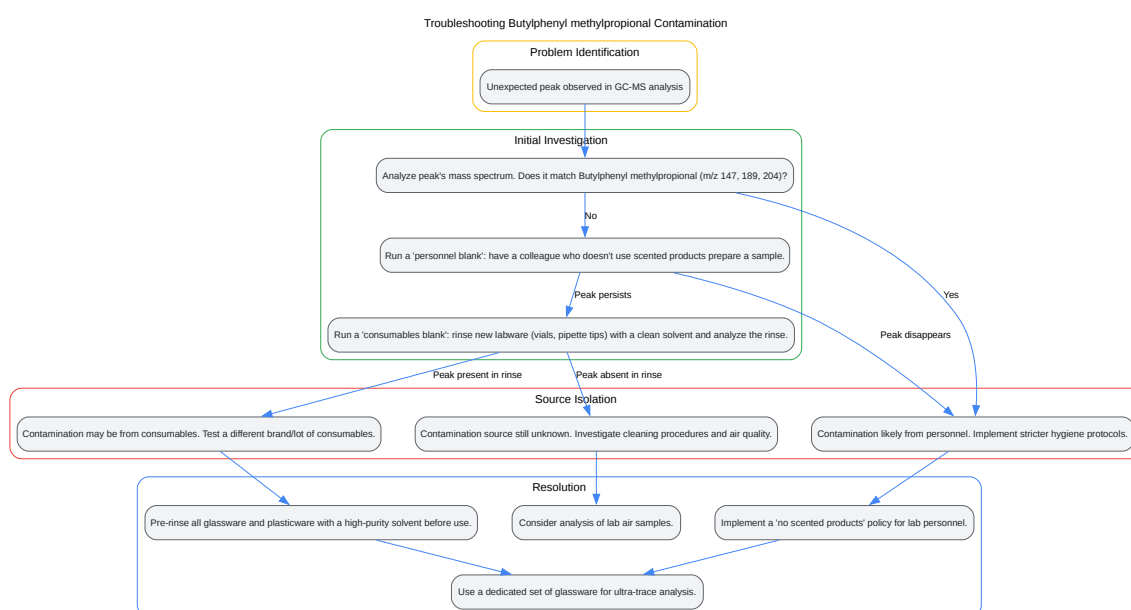 Troubleshooting Butylphenyl methylpropional Contamination
Problem Identification
Unexpected peak observed in GC-MS analysis
Initial Investigation
Analyze peak's mass spectrum. Does it match Butylphenyl methylpropional (m/z 147, 189, 204)?
No
Run a 'personnel blank': have a colleague who doesn't use scented products prepare a sample.
Peak persists
Yes
Run a 'consumables blank': rinse new labware (vials, pipette tips) with a clean solvent and analyze the rinse.
Peak disappears
Peak present in rinse
Peak absent in rinse
Source Isolation
Contamination may be from consumables. Test a different brand/lot of consumables.
Contamination source still unknown. Investigate cleaning procedures and air quality.
Contamination likely from personnel. Implement stricter hygiene protocols.
Resolution
Pre-rinse all glassware and plasticware with a high-purity solvent before use.
Consider analysis of lab air samples.
Implement a 'no scented products' policy for lab personnel.
Use a dedicated set of glassware for ultra-trace analysis.